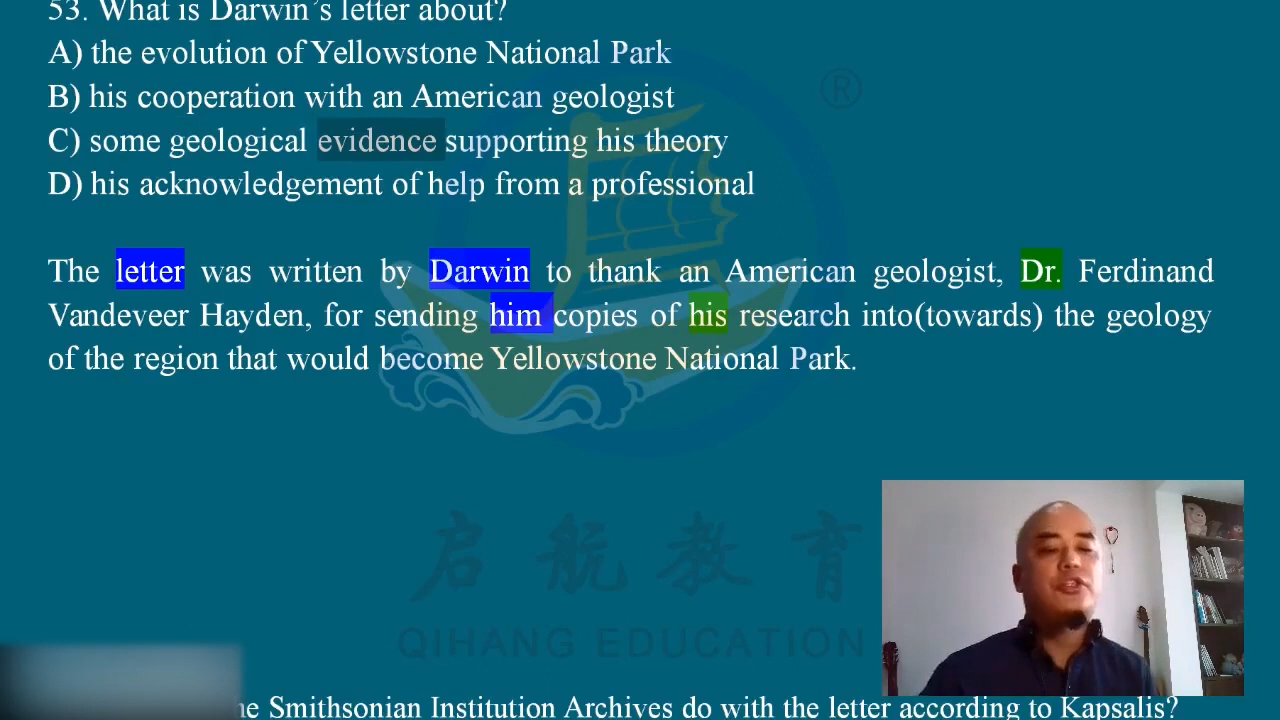 53. What is Darwin's letter about?
A) the evolution of Yellowstone National Park
B) his cooperation with an American geologist
C) some geological evidence supporting his theory
D) his acknowledgement of help from a professional
The letter was written by Darwin to thank an American geologist, Dr. Ferdinand
Vandeveer Hayden, for sending him copies of his research into(towards) the geology
of the region that would become Yellowstone National Park.
启航教育
QIHANG EDUCATION
®
Smithsonian Institution Archives do with the letter according to Kapsalis?